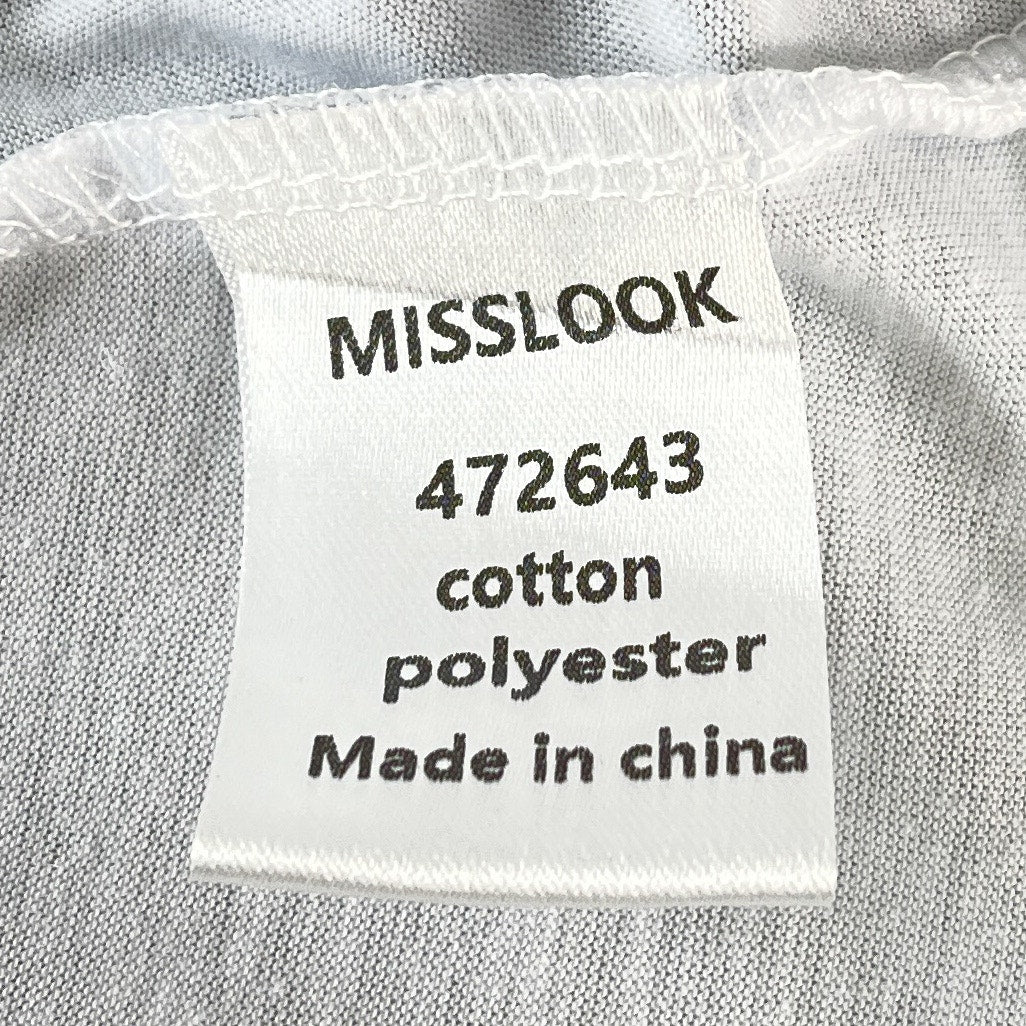 MISSLOOK
472643
cotton
polyester
Made in china